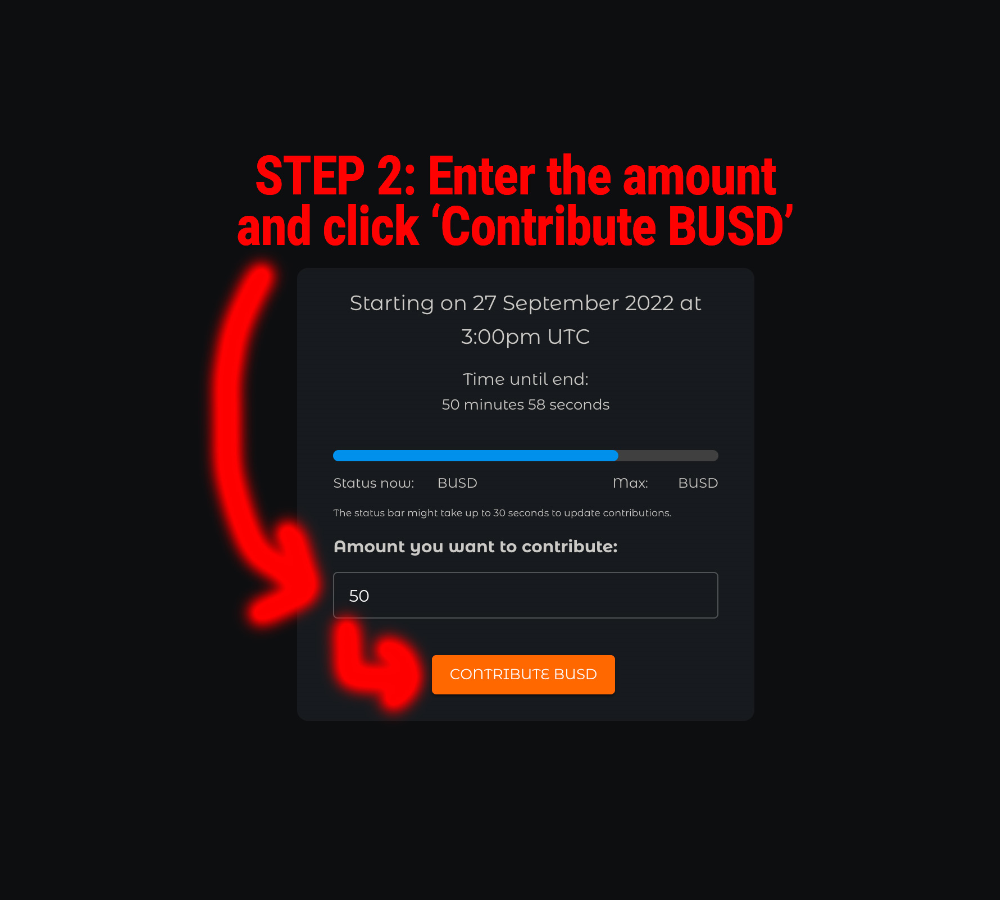 STEP 2: Enter the amount
and click ‘Contribute BUSD’
Starting on 27 September 2022 at
3:00pm UTC
Time until end:
50 minutes 58 seconds
Status now: BUSD Max: BUSD
The status bar might take up to 30 seconds to update contributions.
Amount you want to contribute:
50
CONTRIBUTE BUSD